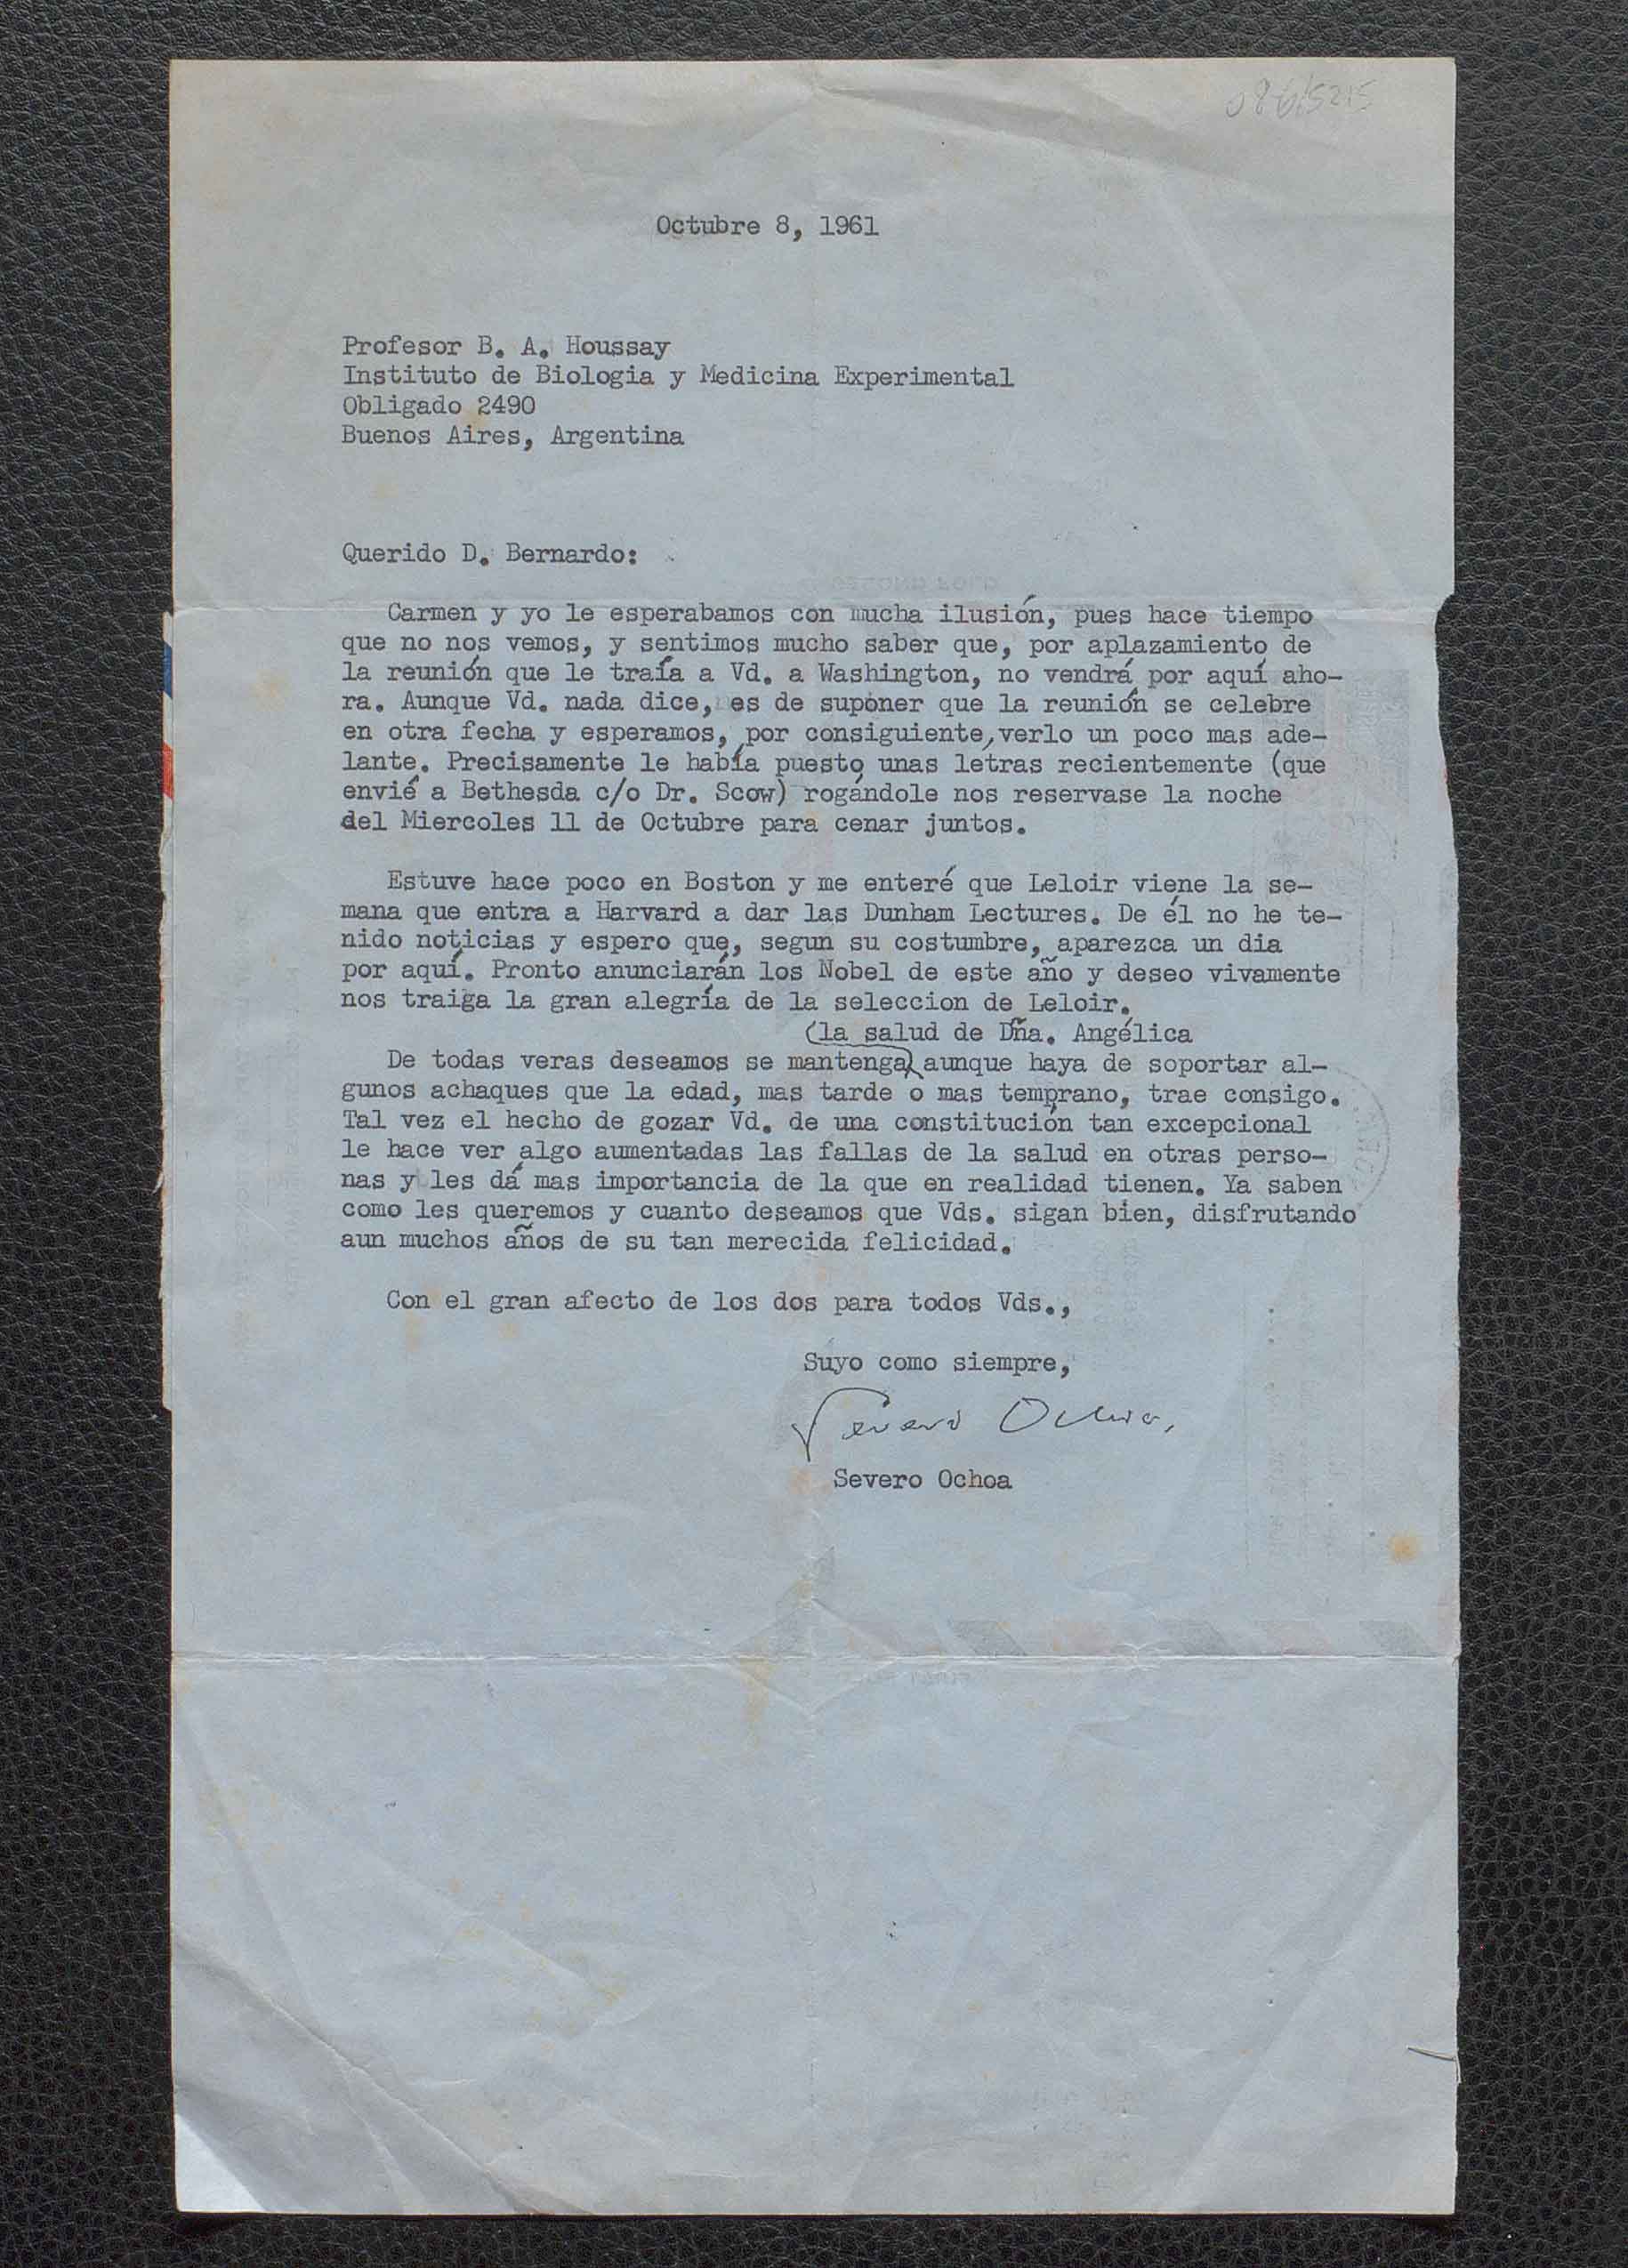 Octubre 8, 1961
Profesor B. A. Houssay
Instituto de Biologia y Medicina Experimental
Obligado 2490
Buenos Aires, Argentina
Querido D. Bernardo:
Carmen y yo le esperabamos con mucha ilusión, pues hace tiempo
que no nos vemos, y sentimos mucho saber que, por aplazamiento de
la reunión que le traía a Vd. a Washington, no vendrá por aquí aho-
ra. Aunque Vd. nada dice, es de suponer que la reunión se celebre
en otra fecha y esperamos, por consiguiente, verlo un poco mas ade-
lante. Precisamente le había puesto unas letras recientemente (que
envié a Bethesda c/o Dr. Scow) rogándole nos reservase la noche
del Miercoles 11 de Octubre para cenar juntos.
Estuve hace poco en Boston y me enteré que Leloir viene la se-
mana que entra a Harvard a dar las Dunham Lectures. De él no he te-
nido noticias y espero que, segun su costumbre, aparezca un dia
por aquí. Pronto anunciarán los Nobel de este año y deseo vivamente
nos traiga la gran alegría de la seleccion de Leloir.
(la salud de Dña. Angélica
De todas veras deseamos se mantenga) aunque haya de soportar al-
gunos achaques que la edad, mas tarde o mas temprano, trae consigo.
Tal vez el hecho de gozar Vd. de una constitución tan excepcional
le hace ver algo aumentadas las fallas de la salud en otras perso-
nas y les dá mas importancia de la que en realidad tienen. Ya saben
como les queremos y cuanto deseamos que Vds. sigan bien, disfrutando
aun muchos años de su tan merecida felicidad.
Con el gran afecto de los dos para todos Vds.,
Suyo como siempre,
Severo Ochoa
Severo Ochoa